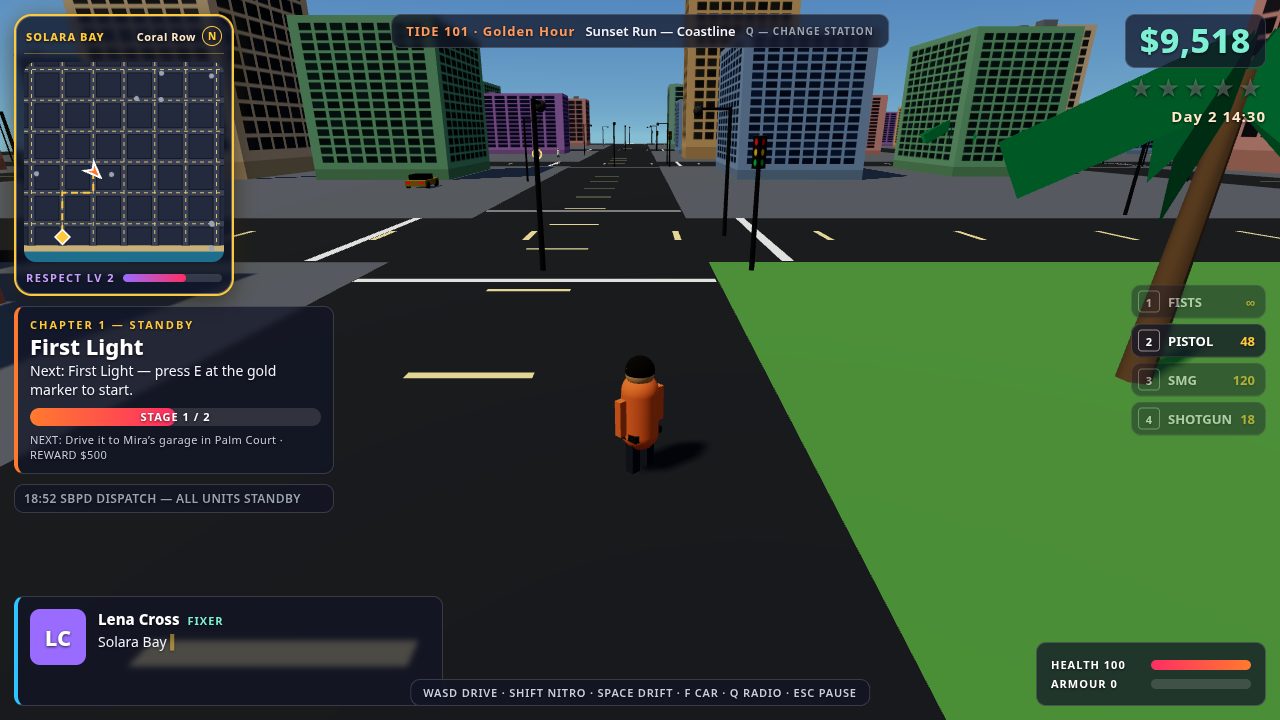 SOLARA BAY Coral Row N
RESPECT LV 2
TIDE 101 · Golden Hour Sunset Run — Coastline Q — CHANGE STATION
$9,518
★★★★★
Day 2 14:30
CHAPTER 1 — STANDBY
First Light
Next: First Light — press E at the gold
marker to start.
STAGE 1 / 2
NEXT: Drive it to Mira's garage in Palm Court ·
REWARD $500
18:52 SBPD DISPATCH — ALL UNITS STANDBY
1 FISTS ∞
2 PISTOL 48
3 SMG 120
4 SHOTGUN 18
LC Lena Cross FIXER
Solara Bay
WASD DRIVE · SHIFT NITRO · SPACE DRIFT · F CAR · Q RADIO · ESC PAUSE
HEALTH 100
ARMOUR 0